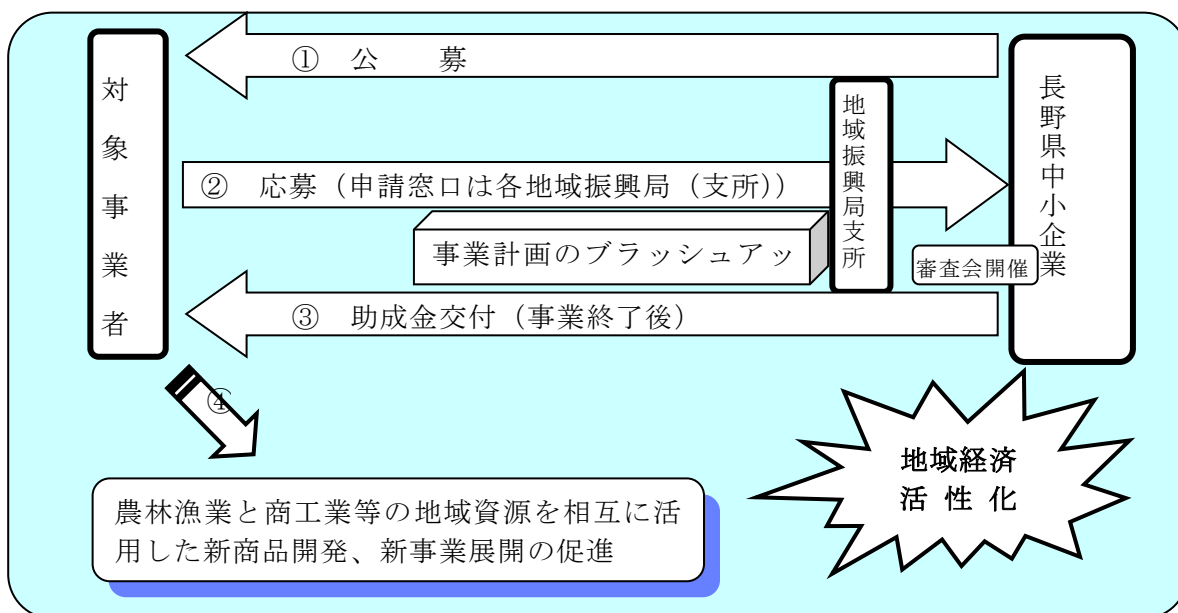 ① 公　募
対象事業者
長野県中小企業
地域振興局支所
② 応募（申請窓口は各地域振興局（支所））
事業計画のブラッシュアッ
審査会開催
③ 助成金交付（事業終了後）
④
地域経済
活 性 化
農林漁業と商工業等の地域資源を相互に活
用した新商品開発、新事業展開の促進